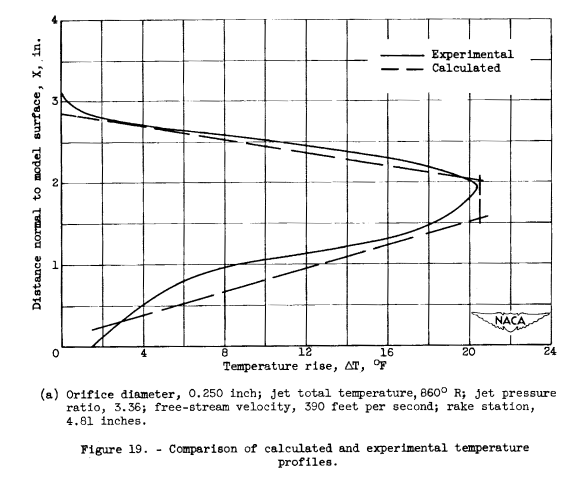 4
Experimental
Calculated
3
2
1
0
Distance normal to model surface, X, in.
NACA
0 4 8 12 16 20 24
Temperature rise, ΔT, °F
(a) Orifice diameter, 0.250 inch; jet total temperature, 860° R; jet pressure
ratio, 3.36; free-stream velocity, 390 feet per second; rake station,
4.81 inches.
Figure 19. - Comparison of calculated and experimental temperature
profiles.